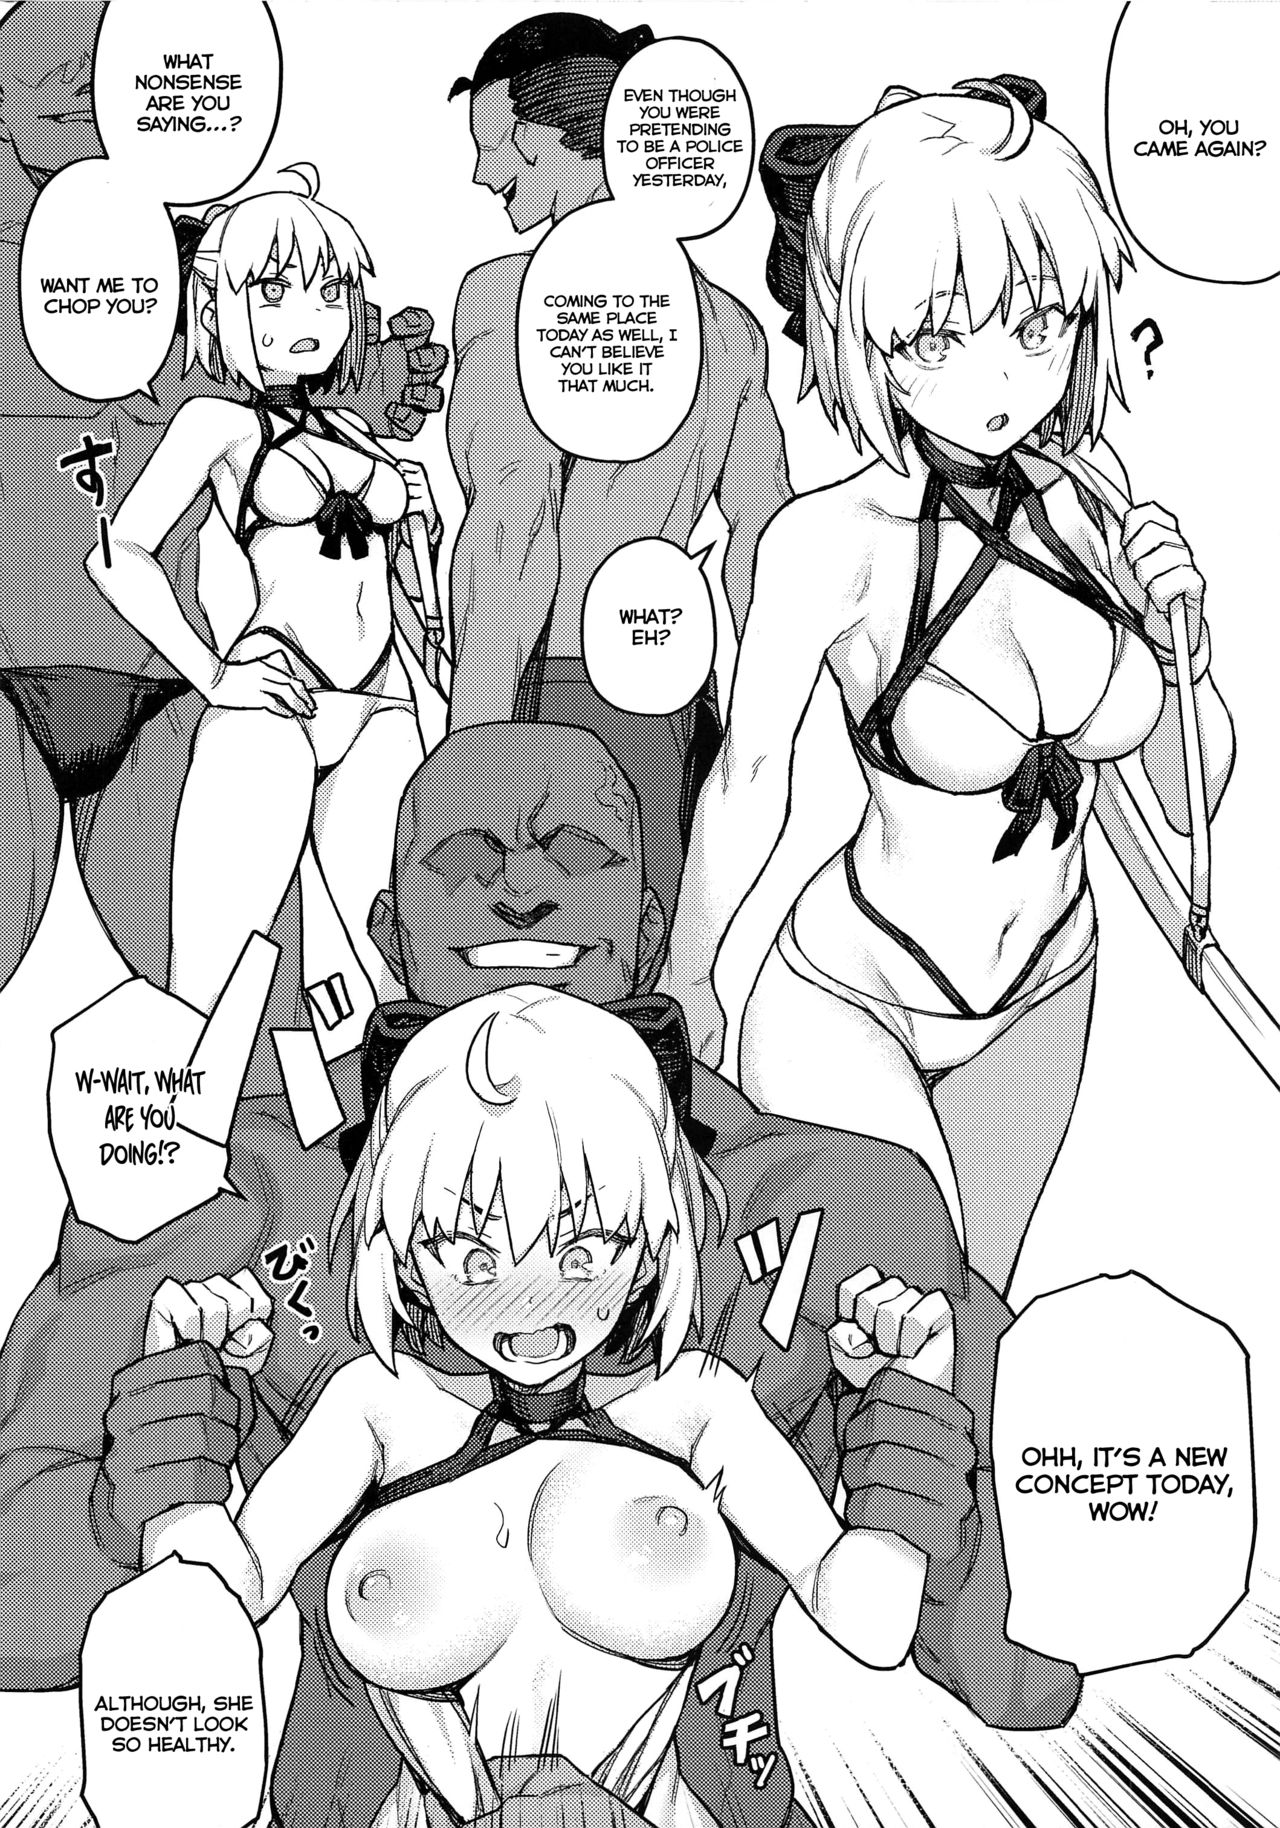 OH, YOU
CAME AGAIN?
EVEN THOUGH
YOU WERE
PRETENDING
TO BE A POLICE
OFFICER
YESTERDAY,
COMING TO THE
SAME PLACE
TODAY AS WELL, I
CAN'T BELIEVE
YOU LIKE IT
THAT MUCH.
?
WHAT?
EH?
WHAT
NONSENSE
ARE YOU
SAYING...?
WANT ME TO
CHOP YOU?
すー
W-WAIT, WHAT
ARE YOU
DOING!?
びくっ
OHH, IT'S A NEW
CONCEPT TODAY,
WOW!
ブチッ
ALTHOUGH, SHE
DOESN'T LOOK
SO HEALTHY.